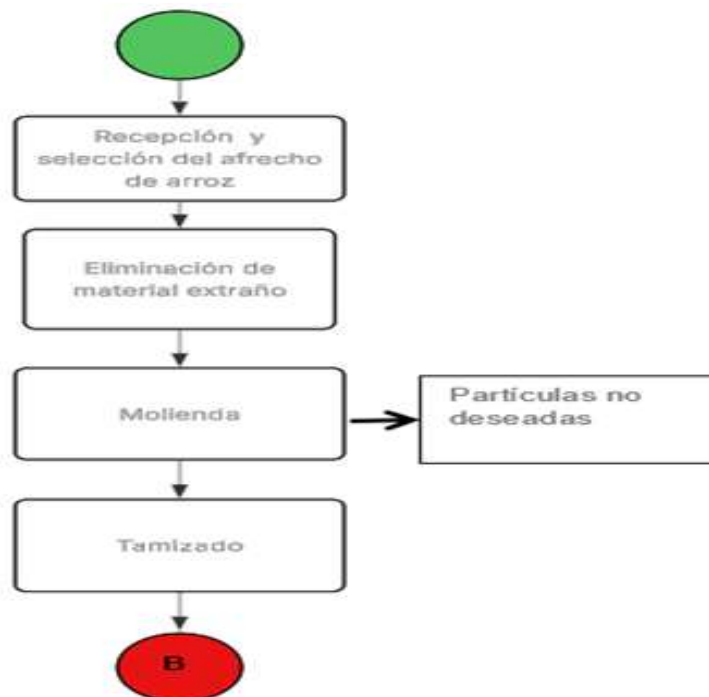 Recepción y
selección del afrecho
de arroz
Eliminación de
material extraño
Molienda
Partículas no
deseadas
Tamizado
B